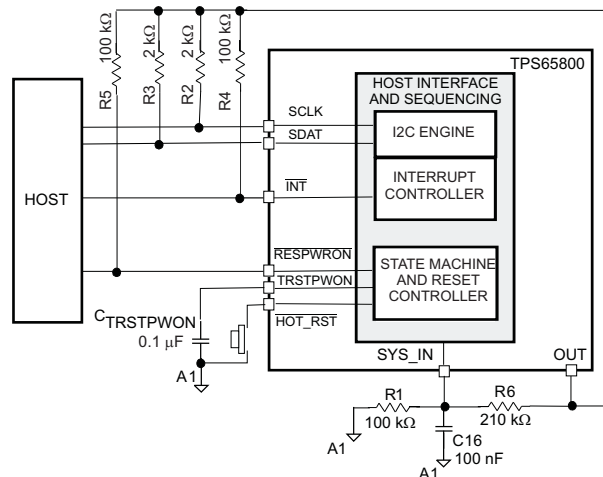 100 kΩ
2 kΩ
2 kΩ
100 kΩ
R5
R3
R2
R4
TPS65800
HOST INTERFACE
AND SEQUENCING
SCLK
I2C ENGINE
SDAT
HOST
INT
INTERRUPT
CONTROLLER
RESPWRON
TRSTPWON
STATE MACHINE
AND RESET
CONTROLLER
HOT_RST
CTRSTPWON
0.1 μF
A1
SYS_IN
OUT
R1
100 kΩ
R6
210 kΩ
A1
C16
100 nF
A1